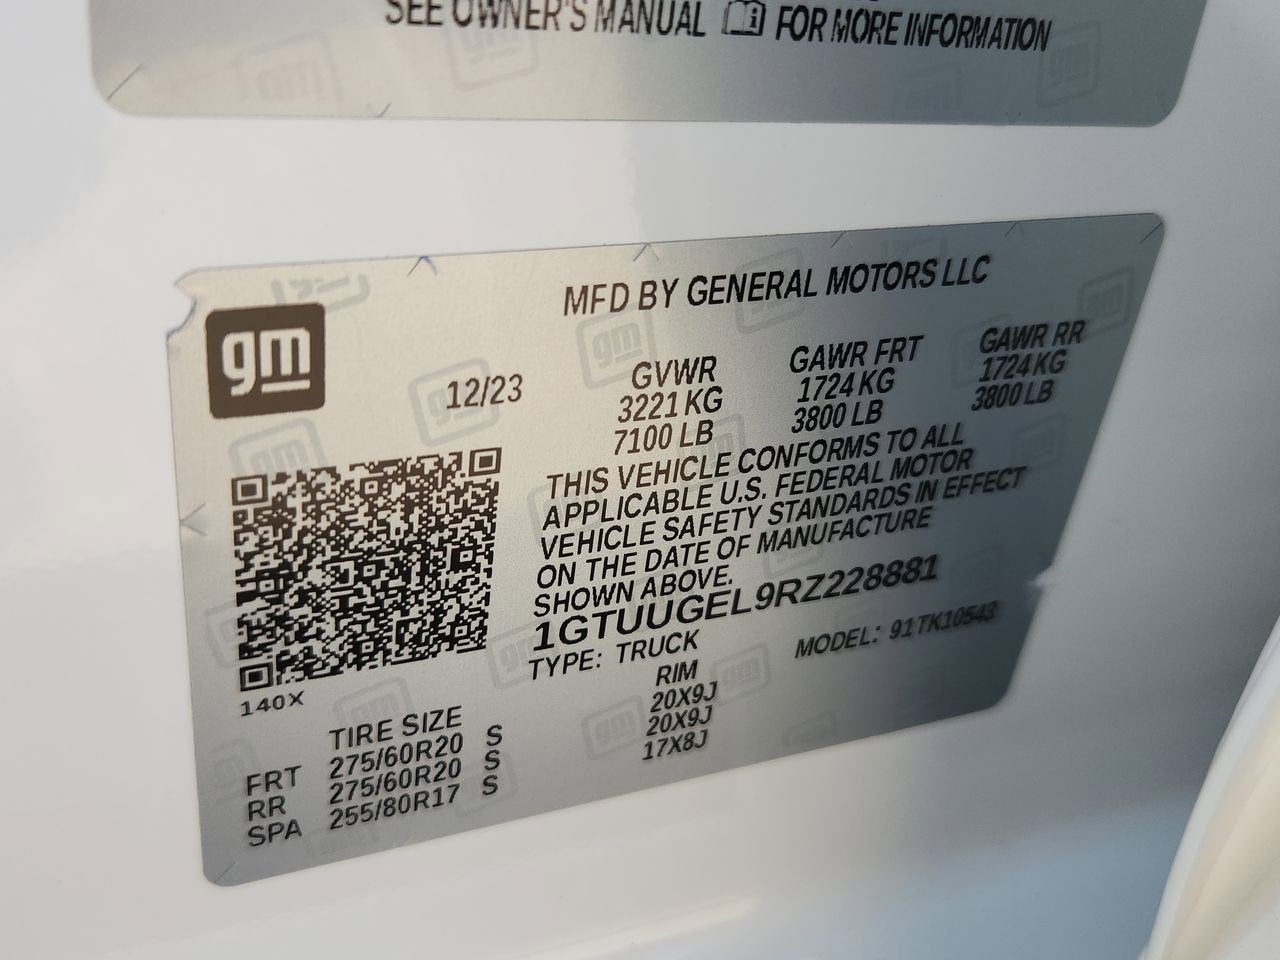 SEE OWNER'S MANUAL FOR MORE INFORMATION
MFD BY GENERAL MOTORS LLC
gm
12/23
GVWR GAWR FRT GAWR RR
3221 KG 1724 KG 1724 KG
7100 LB 3800 LB 3800 LB
THIS VEHICLE CONFORMS TO ALL
APPLICABLE U.S. FEDERAL MOTOR
VEHICLE SAFETY STANDARDS IN EFFECT
ON THE DATE OF MANUFACTURE
SHOWN ABOVE.
1GTUUGEL9RZ228881
TYPE: TRUCK MODEL: 91TK10543
140X
TIRE SIZE RIM
FRT 275/60R20 S 20X9J
RR 275/60R20 S 20X9J
SPA 255/80R17 S 17X8J